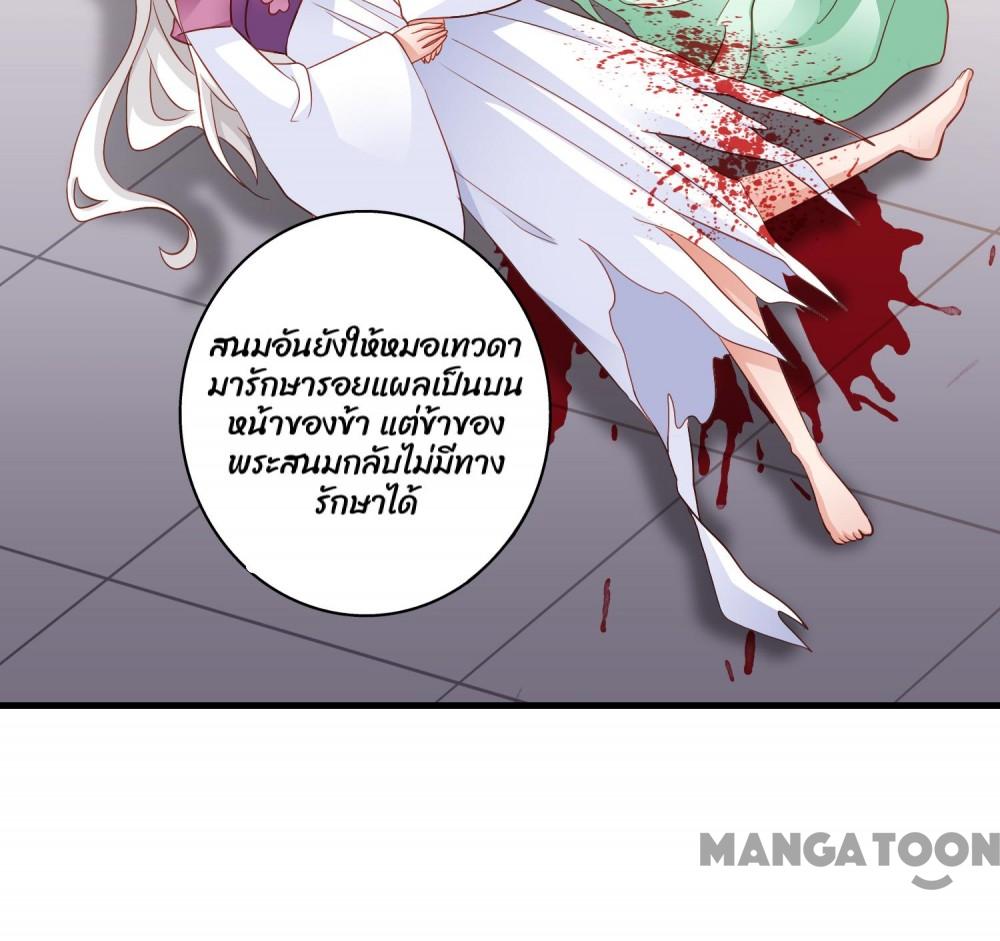 สนมอันยังให้หมอเทวดา
มารักษารอยแผลเป็นบน
หน้าของข้า แต่ข้าของ
พระสนมกลับไม่มีทาง
รักษาได้
MANGATOON